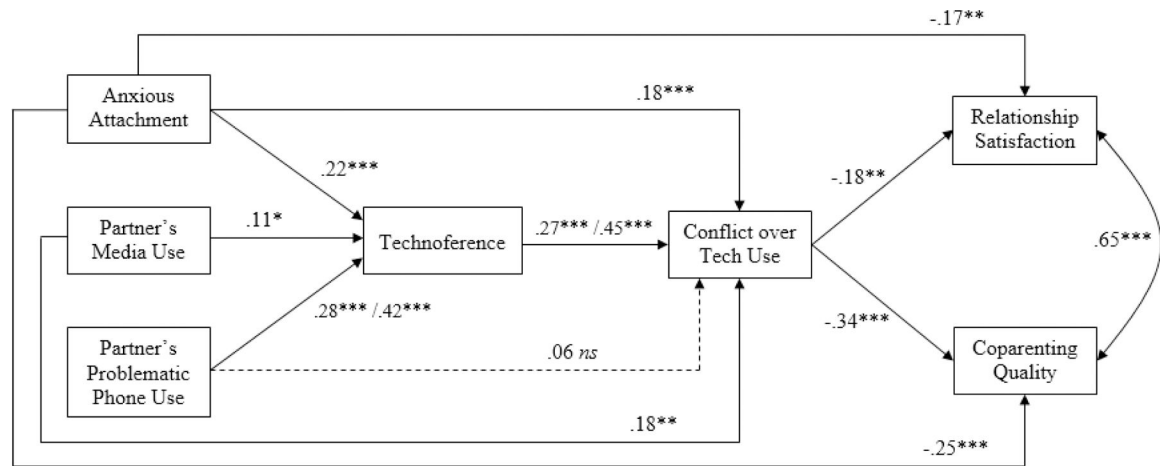 -.17**
Anxious
Attachment
.18***
Relationship
Satisfaction
.22***
-.18**
Partner's
Media Use
.11*
Technoference
.27*** /.45***
Conflict over
Tech Use
.65***
.28*** /.42***
-.34***
Partner's
Problematic
Phone Use
.06 ns
Coparenting
Quality
.18**
-.25***